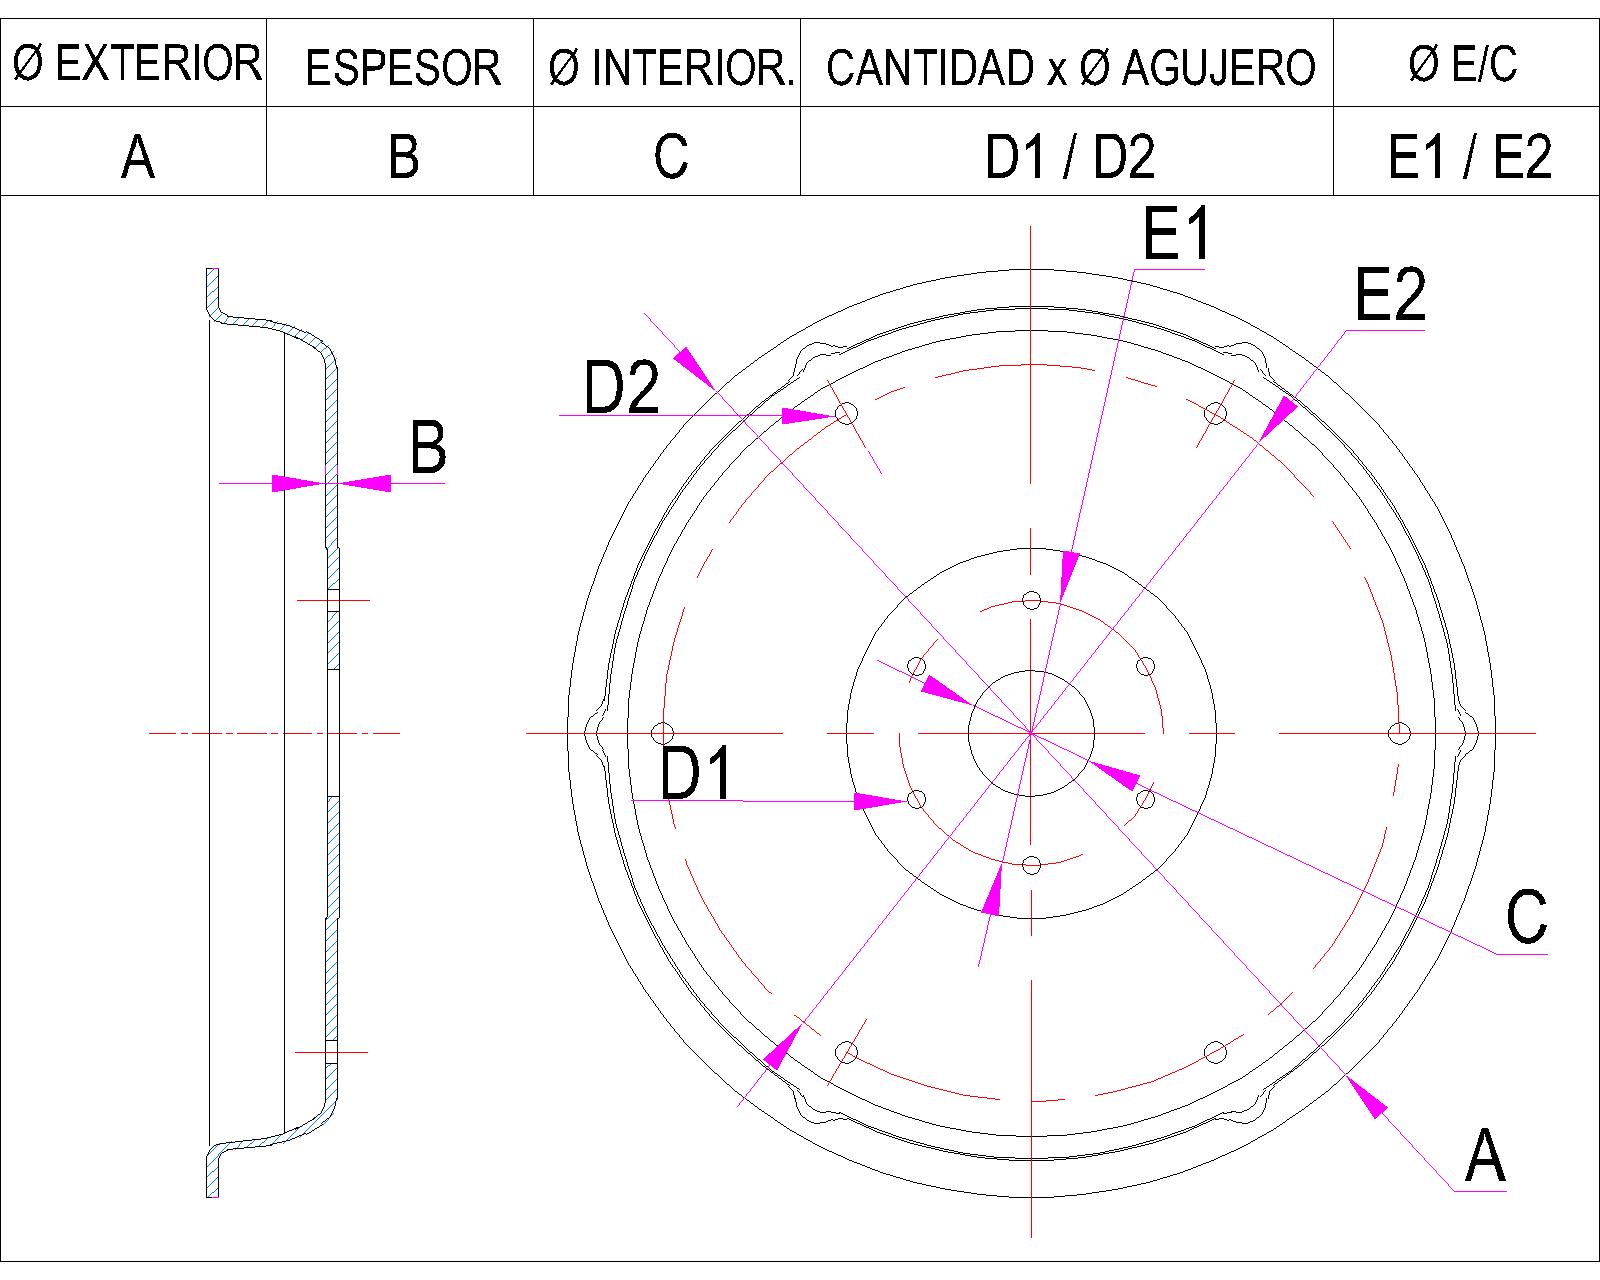 Ø EXTERIOR ESPESOR Ø INTERIOR. CANTIDAD x Ø AGUJERO Ø E/C
A B C D1 / D2 E1 / E2
E1
E2
D2
B
D1
C
A